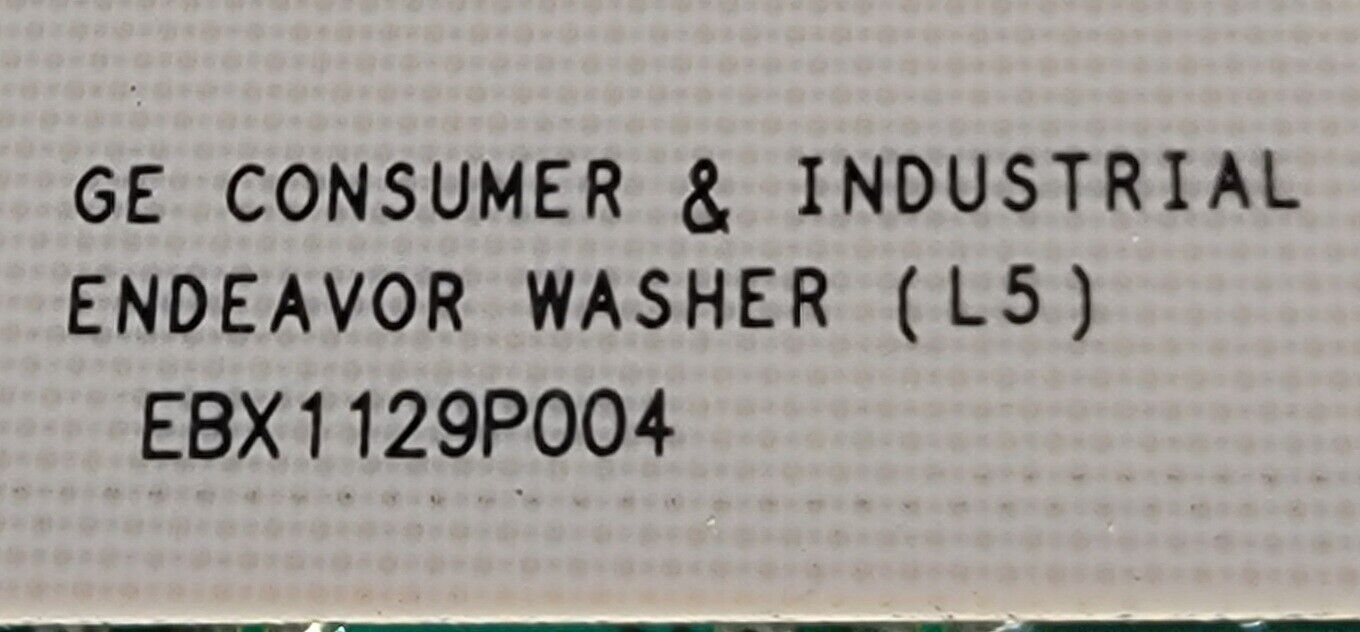 GE CONSUMER & INDUSTRIAL
ENDEAVOR WASHER (L5)
EBX1129P004